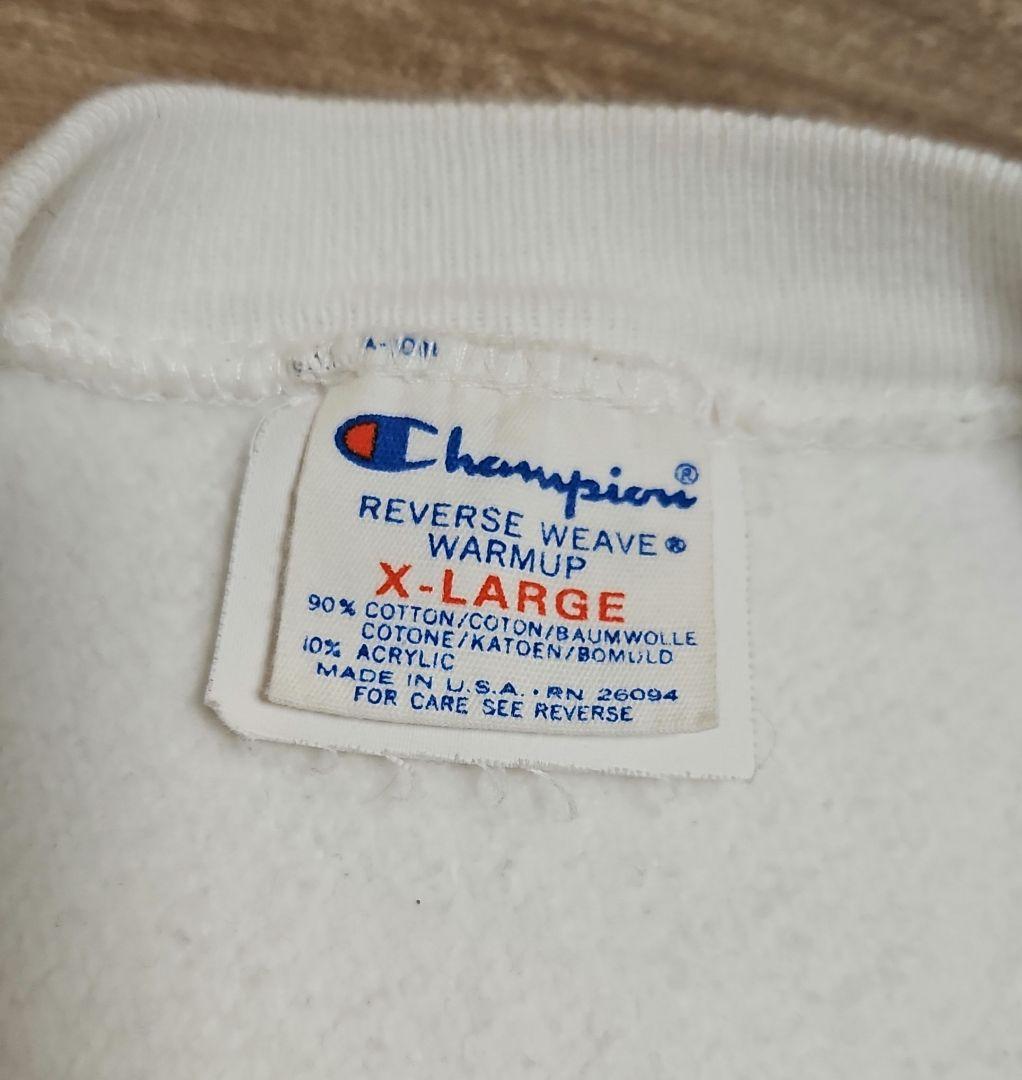 Champion®
REVERSE WEAVE®
WARMUP
X-LARGE
90% COTTON/COTON/BAUMWOLLE
COTONE/KATOEN/BOMULD
10% ACRYLIC
MADE IN U.S.A. · RN 26094
FOR CARE SEE REVERSE